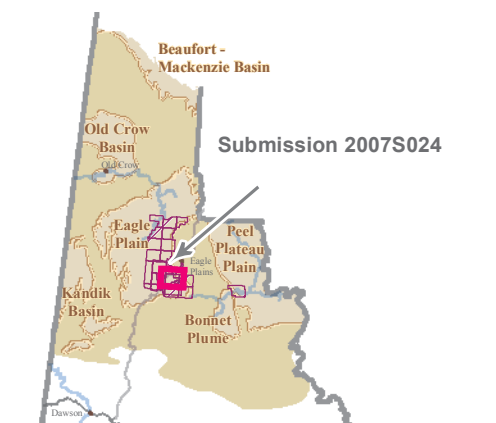 Beaufort -
Mackenzie Basin
Old Crow
Basin
Old Crow
Submission 2007S024
Eagle
Plain
Peel
Plateau
Plain
Eagle
Plains
Kandik
Basin
Bonnet
Plume
Dawson